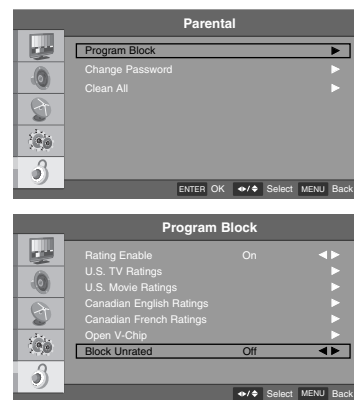 Parental
Program Block
Change Password
Clean All
ENTER OK Select MENU Back
Program Block
Rating Enable On
U.S. TV Ratings
U.S. Movie Ratings
Canadian English Ratings
Canadian French Ratings
Open V-Chip
Block Unrated Off
Select MENU Back